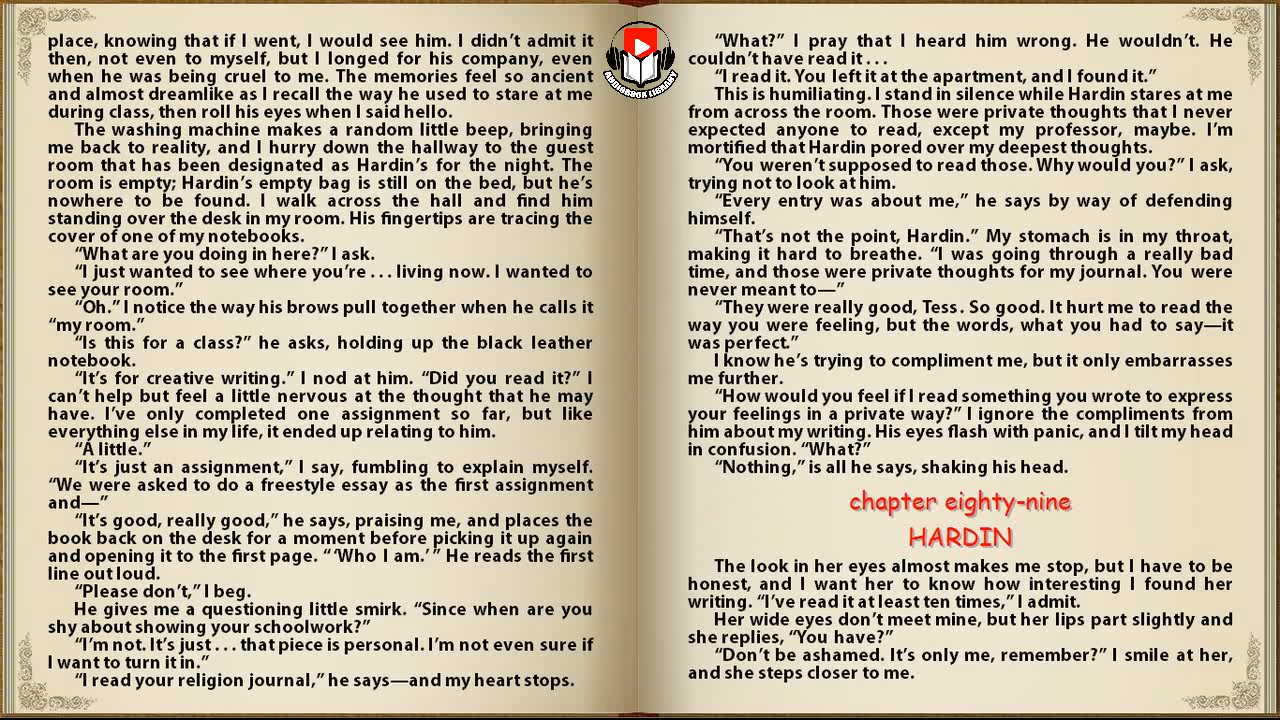 place, knowing that if I went, I would see him. I didn’t admit it
then, not even to myself, but I longed for his company, even
when he was being cruel to me. The memories feel so ancient
and almost dreamlike as I recall the way he used to stare at me
during class, then roll his eyes when I said hello.
The washing machine makes a random little beep, bringing
me back to reality, and I hurry down the hallway to the guest
room that has been designated as Hardin’s for the night. The
room is empty; Hardin’s empty bag is still on the bed, but he’s
nowhere to be found. I walk across the hall and find him
standing over the desk in my room. His fingertips are tracing the
cover of one of my notebooks.
“What are you doing in here?” I ask.
“I just wanted to see where you’re . . . living now. I wanted to
see your room.”
“Oh.” I notice the way his brows pull together when he calls it
“my room.”
“Is this for a class?” he asks, holding up the black leather
notebook.
“It’s for creative writing.” I nod at him. “Did you read it?” I
can’t help but feel a little nervous at the thought that he may
have. I’ve only completed one assignment so far, but like
everything else in my life, it ended up relating to him.
“A little.”
“It’s just an assignment,” I say, fumbling to explain myself.
“We were asked to do a freestyle essay as the first assignment
and—”
“It’s good, really good,” he says, praising me, and places the
book back on the desk for a moment before picking it up again
and opening it to the first page. “ ‘Who I am.’ ” He reads the first
line out loud.
“Please don’t,” I beg.
He gives me a questioning little smirk. “Since when are you
shy about showing your schoolwork?”
“I’m not. It’s just . . . that piece is personal. I’m not even sure if
I want to turn it in.”
“I read your religion journal,” he says—and my heart stops.
AUDIOBOOK LIBRARY
“What?” I pray that I heard him wrong. He wouldn’t. He
couldn’t have read it . . .
“I read it. You left it at the apartment, and I found it.”
This is humiliating. I stand in silence while Hardin stares at me
from across the room. Those were private thoughts that I never
expected anyone to read, except my professor, maybe. I’m
mortified that Hardin pored over my deepest thoughts.
“You weren’t supposed to read those. Why would you?” I ask,
trying not to look at him.
“Every entry was about me,” he says by way of defending
himself.
“That’s not the point, Hardin.” My stomach is in my throat,
making it hard to breathe. “I was going through a really bad
time, and those were private thoughts for my journal. You were
never meant to—”
“They were really good, Tess. So good. It hurt me to read the
way you were feeling, but the words, what you had to say—it
was perfect.”
I know he’s trying to compliment me, but it only embarrasses
me further.
“How would you feel if I read something you wrote to express
your feelings in a private way?” I ignore the compliments from
him about my writing. His eyes flash with panic, and I tilt my head
in confusion. “What?”
“Nothing,” is all he says, shaking his head.
chapter eighty-nine
HARDIN
The look in her eyes almost makes me stop, but I have to be
honest, and I want her to know how interesting I found her
writing. “I’ve read it at least ten times,” I admit.
Her wide eyes don’t meet mine, but her lips part slightly and
she replies, “You have?”
“Don’t be ashamed. It’s only me, remember?” I smile at her,
and she steps closer to me.